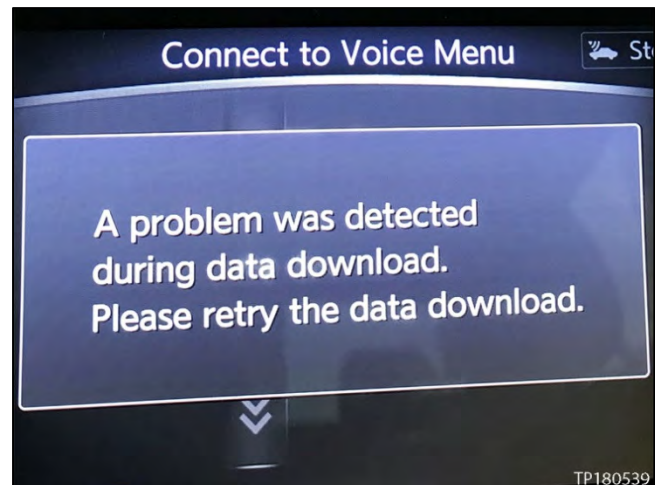 Connect to Voice Menu
A problem was detected
during data download.
Please retry the data download.
TP180539